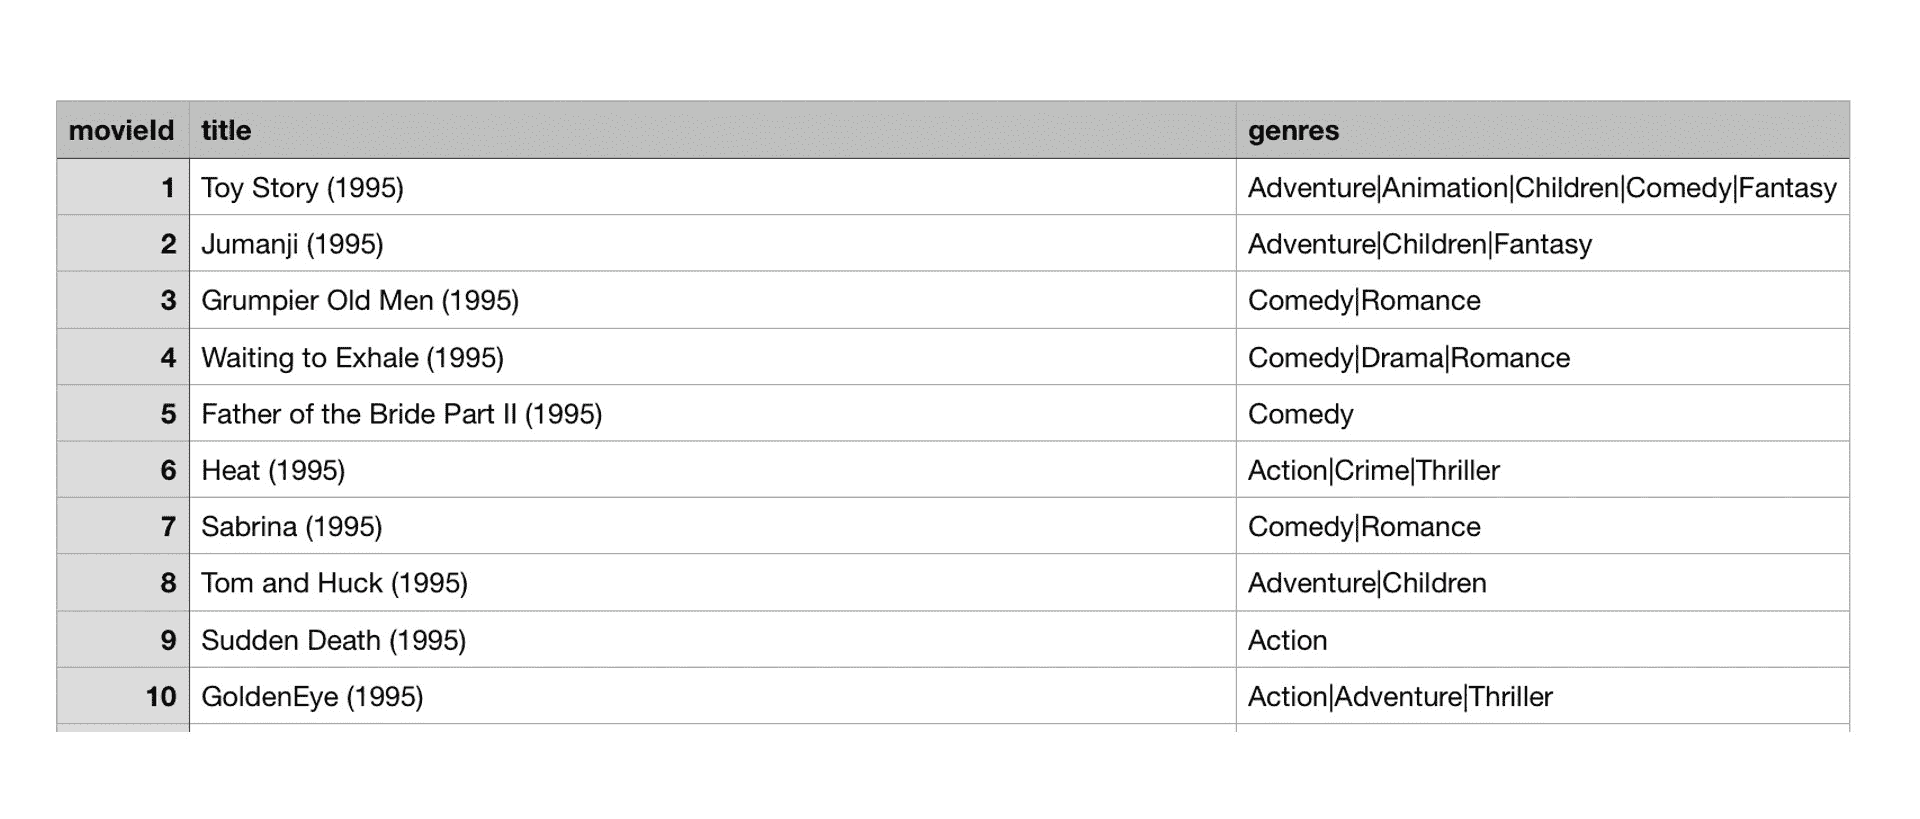 movieId title genres
1 Toy Story (1995) Adventure|Animation|Children|Comedy|Fantasy
2 Jumanji (1995) Adventure|Children|Fantasy
3 Grumpier Old Men (1995) Comedy|Romance
4 Waiting to Exhale (1995) Comedy|Drama|Romance
5 Father of the Bride Part II (1995) Comedy
6 Heat (1995) Action|Crime|Thriller
7 Sabrina (1995) Comedy|Romance
8 Tom and Huck (1995) Adventure|Children
9 Sudden Death (1995) Action
10 GoldenEye (1995) Action|Adventure|Thriller